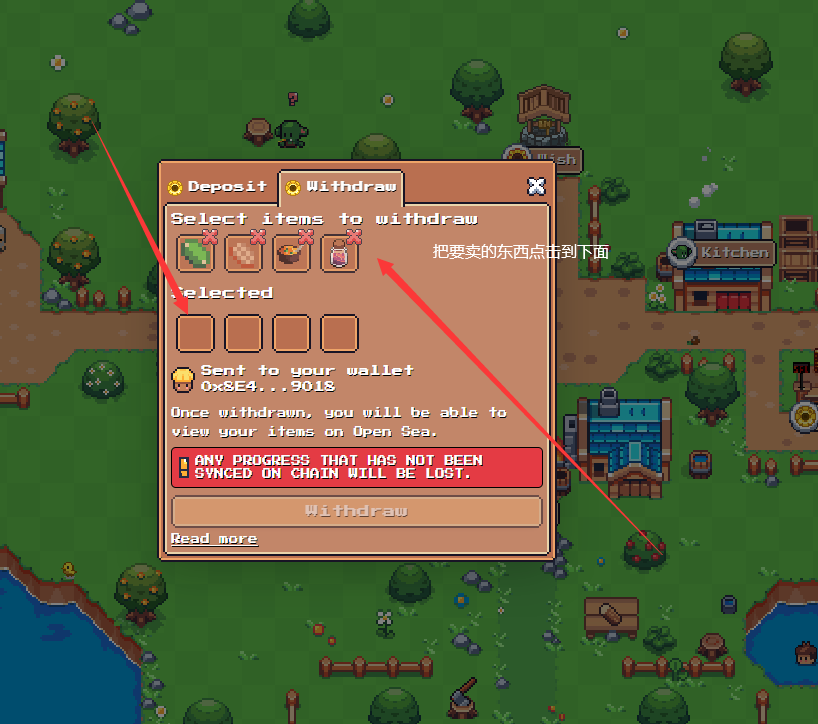 ?
Wish
Deposit
Withdraw
Select items to withdraw
把要卖的东西点击到下面
Kitchen
Selected
Sent to your wallet
0x8E4...9018
Once withdrawn, you will be able to
view your items on Open Sea.
ANY PROGRESS THAT HAS NOT BEEN
SYNCED ON CHAIN WILL BE LOST.
Withdraw
Read more